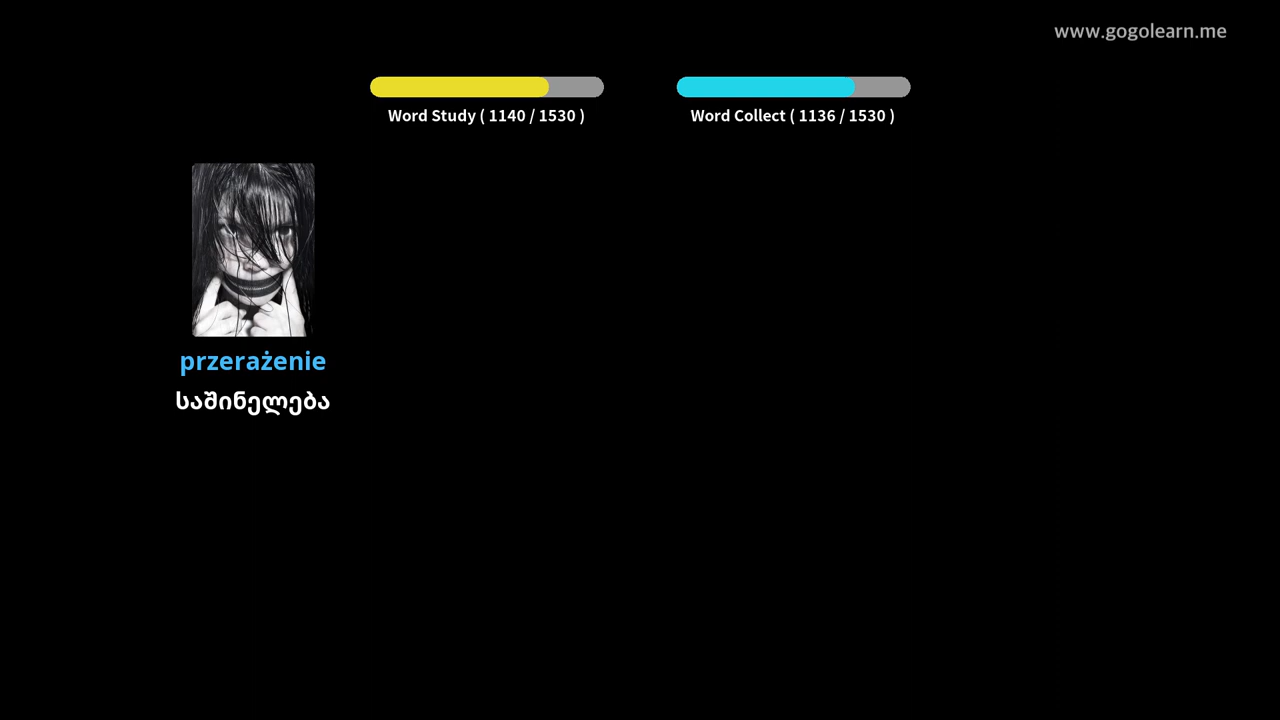 www.gogolearn.me
Word Study ( 1140 / 1530 )
Word Collect ( 1136 / 1530 )
przerażenie
საშინელება